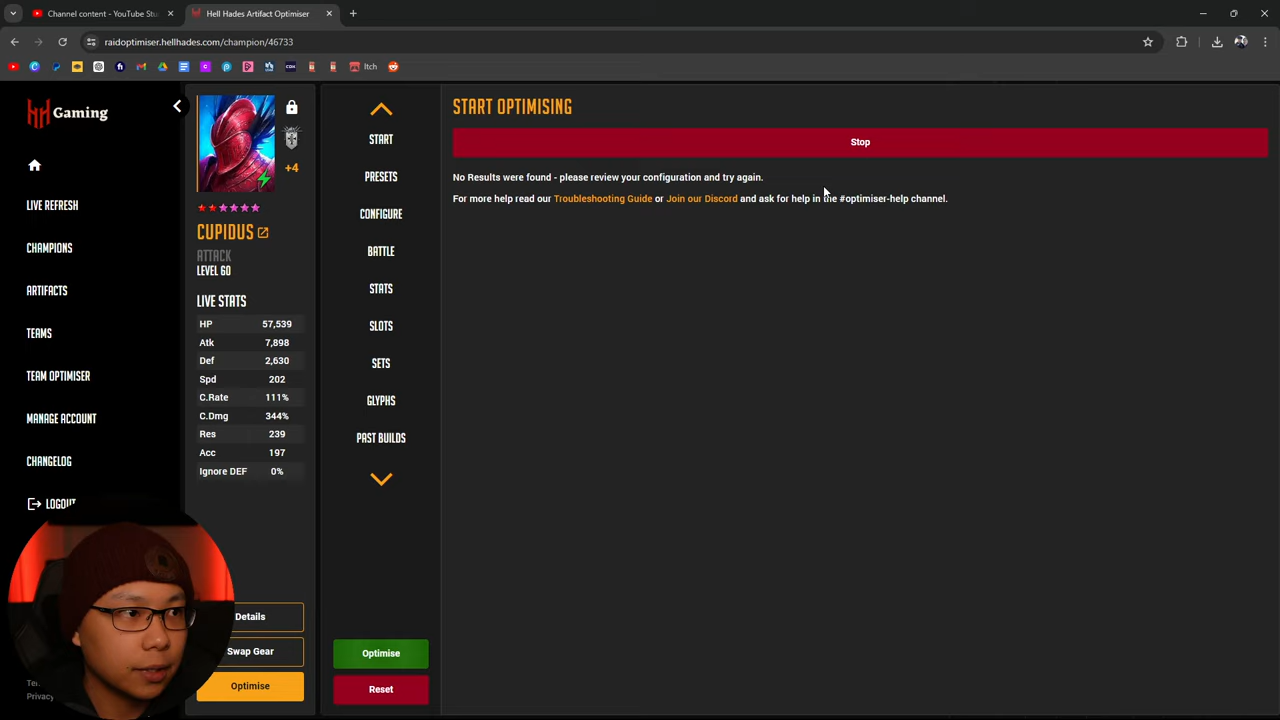 Channel content - YouTube Stu
Hell Hades Artifact Optimiser
raidoptimiser.hellhades.com/champion/46733
Itch
Gaming
LIVE REFRESH
CHAMPIONS
ARTIFACTS
TEAMS
TEAM OPTIMISER
MANAGE ACCOUNT
CHANGELOG
LOGOUT
Privacy
+4
CUPIDUS
ATTACK
LEVEL 60
LIVE STATS
HP 57,539
Atk 7,898
Def 2,630
Spd 202
C.Rate 111%
C.Dmg 344%
Res 239
Acc 197
Ignore DEF 0%
Details
Swap Gear
Optimise
START
PRESETS
CONFIGURE
BATTLE
STATS
SLOTS
SETS
GLYPHS
PAST BUILDS
Optimise
Reset
START OPTIMISING
Stop
No Results were found - please review your configuration and try again.
For more help read our Troubleshooting Guide or Join our Discord and ask for help in the #optimiser-help channel.